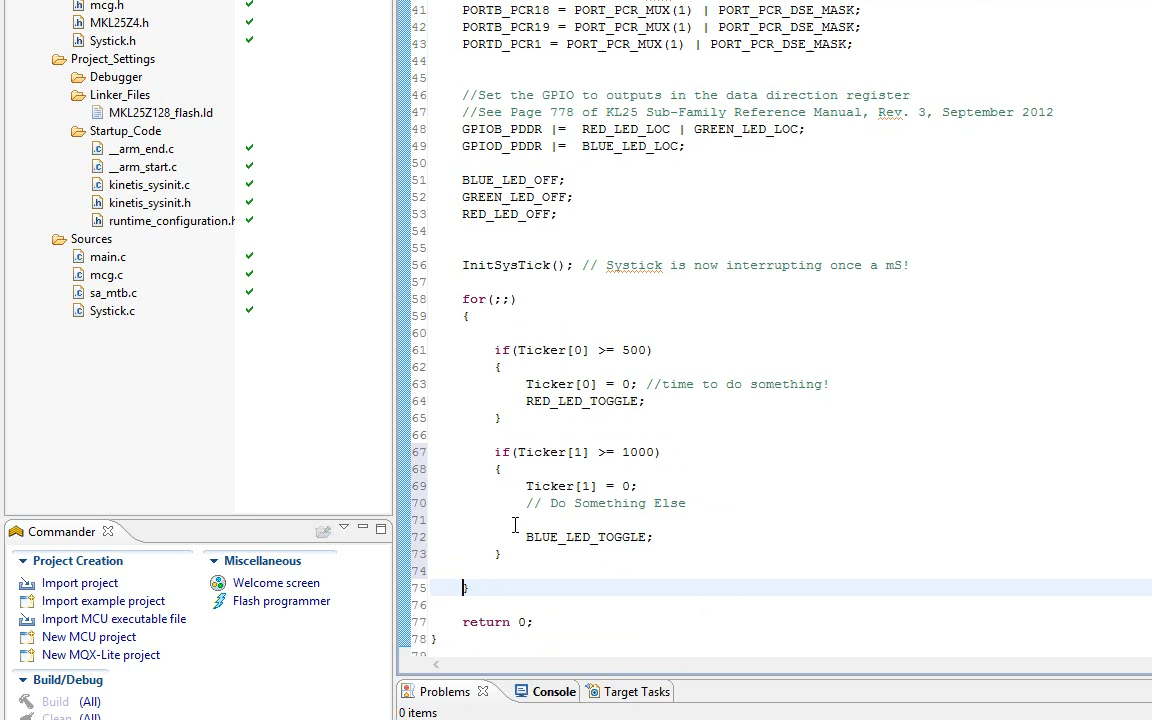 mcg.h
MKL25Z4.h
Systick.h
Project_Settings
Debugger
Linker_Files
MKL25Z128_flash.ld
Startup_Code
__arm_end.c
__arm_start.c
kinetis_sysinit.c
kinetis_sysinit.h
runtime_configuration.h
Sources
main.c
mcg.c
sa_mtb.c
Systick.c
41 PORTB_PCR18 = PORT_PCR_MUX(1) | PORT_PCR_DSE_MASK;
42 PORTB_PCR19 = PORT_PCR_MUX(1) | PORT_PCR_DSE_MASK;
43 PORTD_PCR1 = PORT_PCR_MUX(1) | PORT_PCR_DSE_MASK;
44
45
46 //Set the GPIO to outputs in the data direction register
47 //See Page 778 of KL25 Sub-Family Reference Manual, Rev. 3, September 2012
48 GPIOB_PDDR |= RED_LED_LOC | GREEN_LED_LOC;
49 GPIOD_PDDR |= BLUE_LED_LOC;
50
51 BLUE_LED_OFF;
52 GREEN_LED_OFF;
53 RED_LED_OFF;
54
55
56 InitSysTick(); // Systick is now interrupting once a mS!
57
58 for(;;)
59 {
60
61 if(Ticker[0] >= 500)
62 {
63 Ticker[0] = 0; //time to do something!
64 RED_LED_TOGGLE;
65 }
66
67 if(Ticker[1] >= 1000)
68 {
69 Ticker[1] = 0;
70 // Do Something Else
71
72 BLUE_LED_TOGGLE;
73 }
74
75 }
76
77 return 0;
78 }
79
Commander
Project Creation
Import project
Import example project
Import MCU executable file
New MCU project
New MQX-Lite project
Build/Debug
Build (All)
Clean (All)
Miscellaneous
Welcome screen
Flash programmer
Problems
Console
Target Tasks
0 items